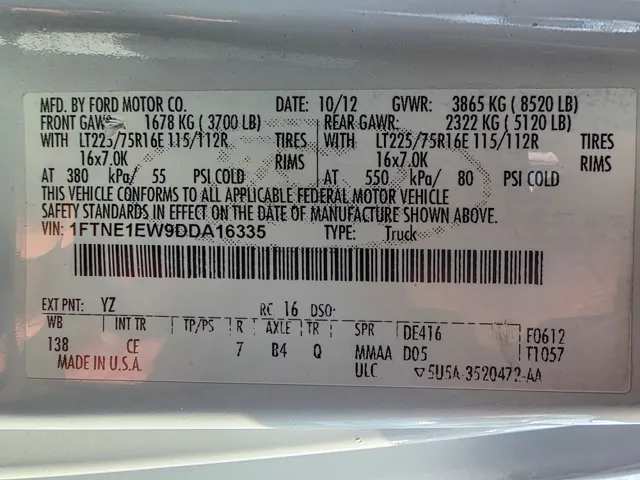 MFD. BY FORD MOTOR CO. DATE: 10/12 GVWR: 3865 KG ( 8520 LB)
FRONT GAWR: 1678 KG ( 3700 LB) REAR GAWR: 2322 KG ( 5120 LB)
WITH LT225/75R16E 115/112R TIRES WITH LT225/75R16E 115/112R TIRES
16x7.0K RIMS 16x7.0K RIMS
AT 380 kPa/ 55 PSI COLD AT 550 kPa/ 80 PSI COLD
THIS VEHICLE CONFORMS TO ALL APPLICABLE FEDERAL MOTOR VEHICLE
SAFETY STANDARDS IN EFFECT ON THE DATE OF MANUFACTURE SHOWN ABOVE.
VIN: 1FTNE1EW9DDA16335 TYPE: Truck
EXT PNT: YZ RC 16 DSO:
WB INT TR TP/PS R AXLE TR SPR DE416 F0612
138 CE 7 B4 Q MMAA D05 T1057
MADE IN U.S.A. ULC ▽5U5A-3520472-AA